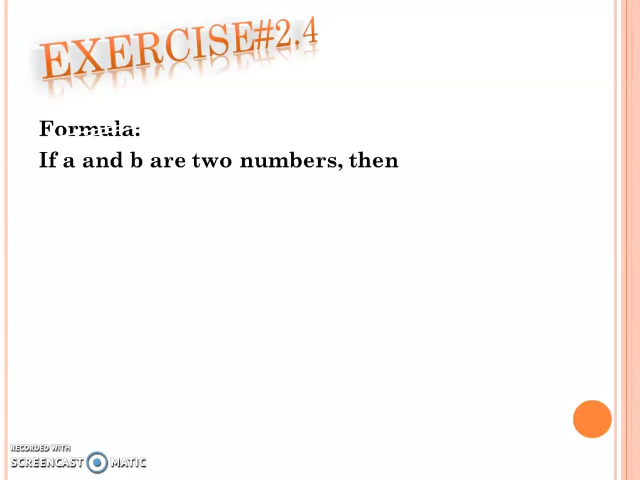 EXERCISE#2.4
Formula:
If a and b are two numbers, then
RECORDED WITH
SCREENCAST MATIC